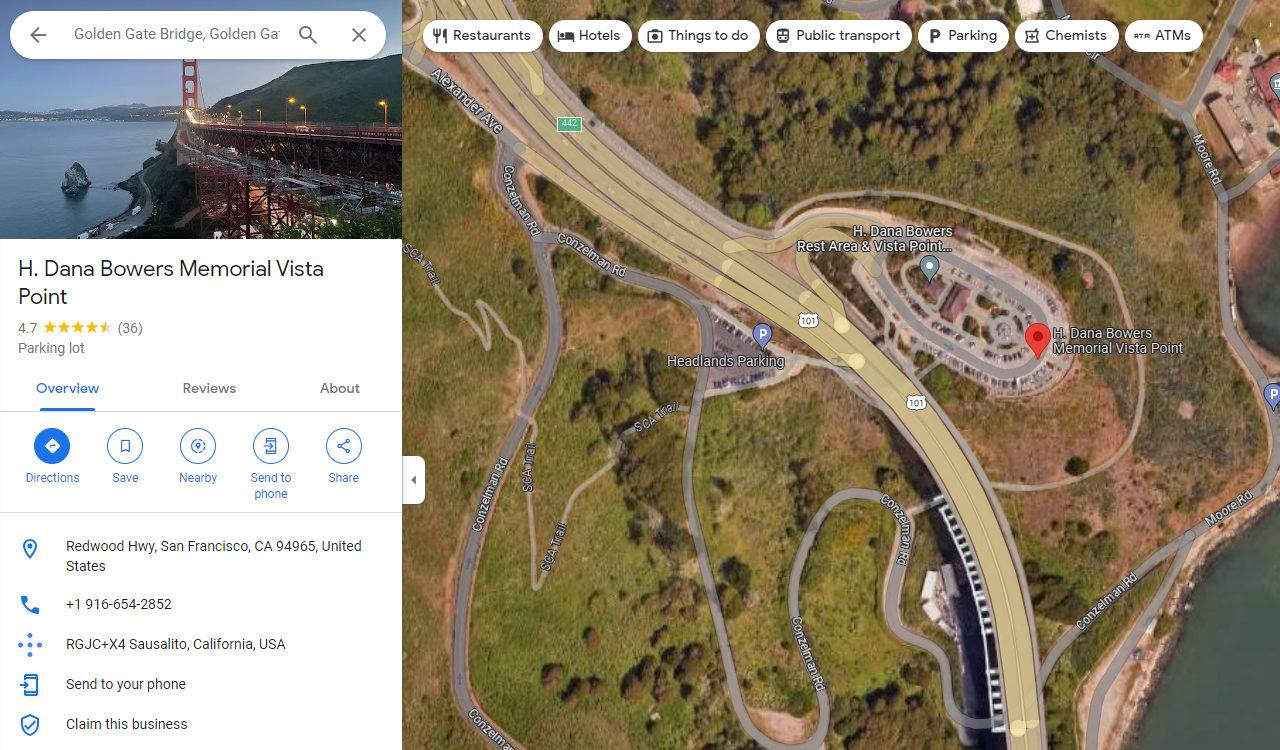 Golden Gate Bridge, Golden Ga
Restaurants
Hotels
Things to do
Public transport
Parking
Chemists
ATM ATMs
H. Dana Bowers Memorial Vista
Point
4.7 (36)
Parking lot
Overview
Reviews
About
Directions
Save
Nearby
Send to
phone
Share
Redwood Hwy, San Francisco, CA 94965, United
States
+1 916-654-2852
RGJC+X4 Sausalito, California, USA
Send to your phone
Claim this business
Alexander Ave
442
Conzelman Rd
Conzelman Rd
SCA Trail
Moore Rd
H. Dana Bowers
Rest Area & Vista Point...
101
P
Headlands Parking
H. Dana Bowers
Memorial Vista Point
101
P
SCA Trail
SCA Trail
Conzelman Rd
SCA Trail
Conzelman Rd
Moore Rd
Conzelman Rd
Conzelman Rd
Conzelma